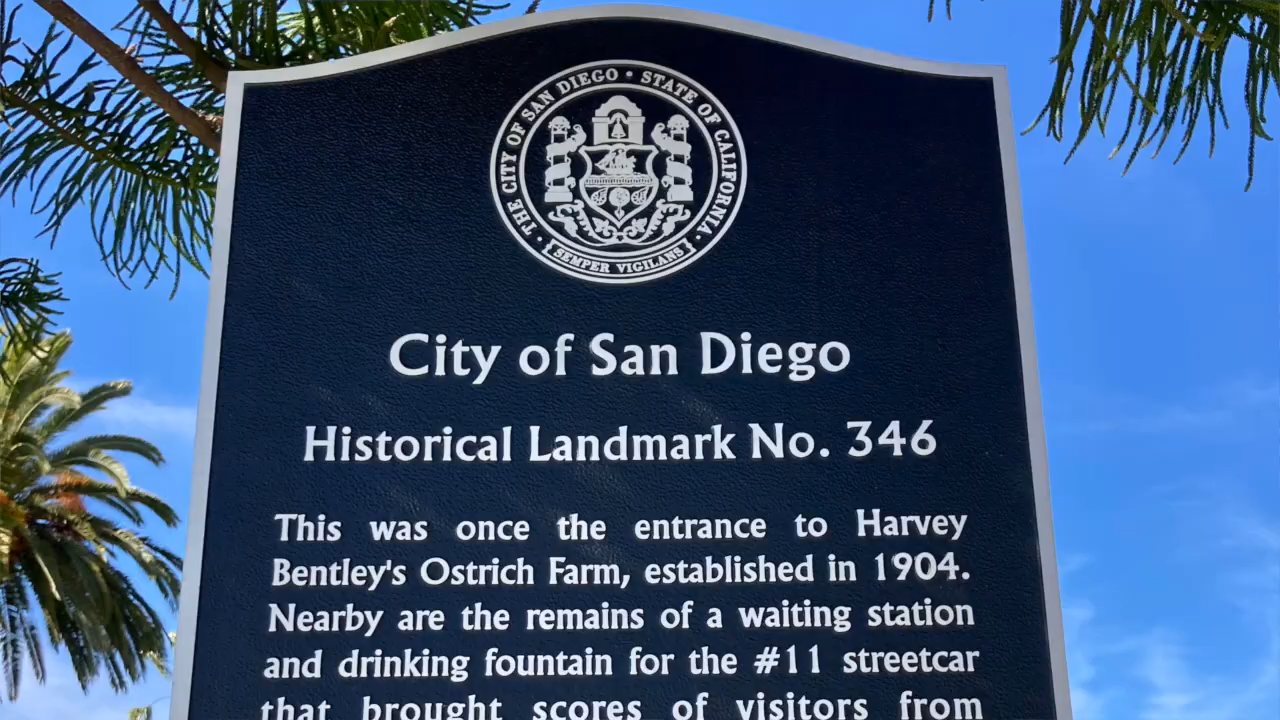 THE CITY OF SAN DIEGO • STATE OF CALIFORNIA
SEMPER VIGILANS
City of San Diego
Historical Landmark No. 346
This was once the entrance to Harvey
Bentley's Ostrich Farm, established in 1904.
Nearby are the remains of a waiting station
and drinking fountain for the #11 streetcar
that brought scores of visitors from